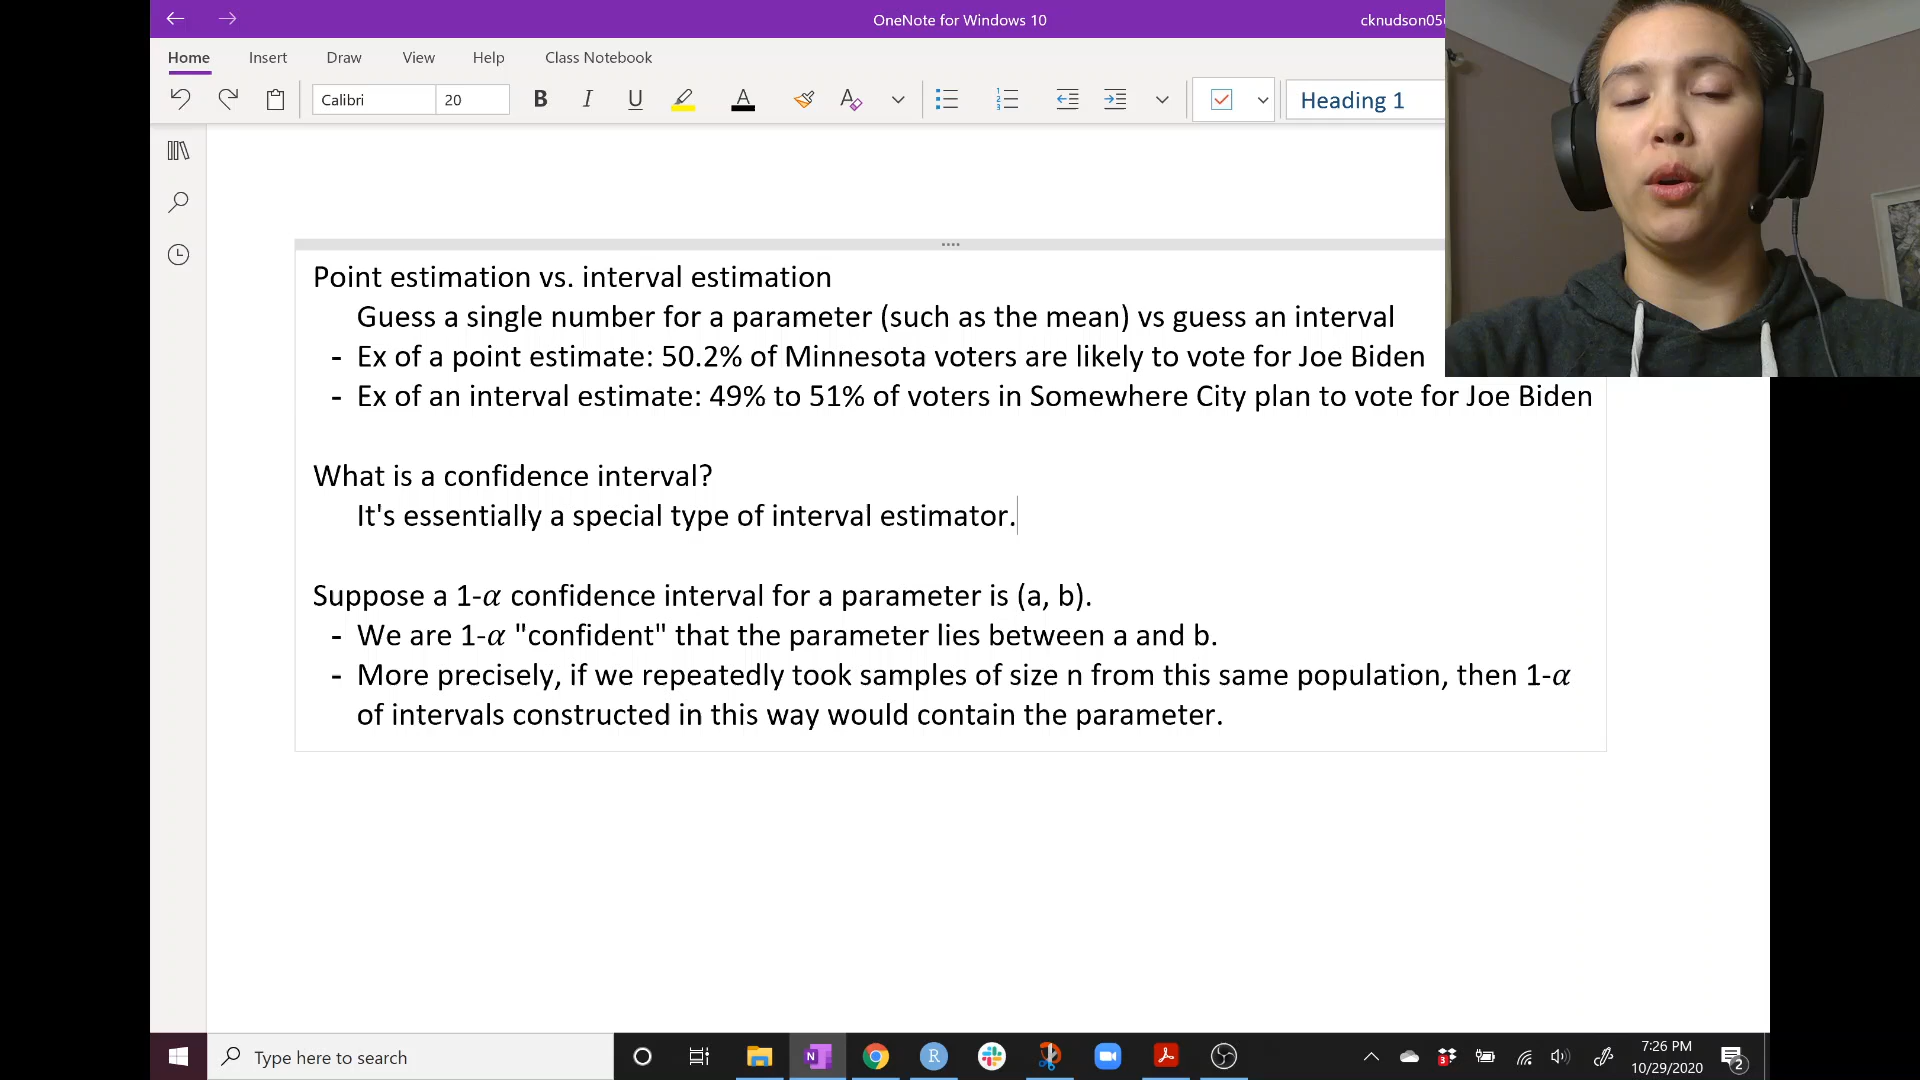 OneNote for Windows 10
cknudson05
Home Insert Draw View Help Class Notebook
Calibri 20 B I U A A Heading 1
Point estimation vs. interval estimation
Guess a single number for a parameter (such as the mean) vs guess an interval
- Ex of a point estimate: 50.2% of Minnesota voters are likely to vote for Joe Biden
- Ex of an interval estimate: 49% to 51% of voters in Somewhere City plan to vote for Joe Biden
What is a confidence interval?
It's essentially a special type of interval estimator.
Suppose a 1-α confidence interval for a parameter is (a, b).
- We are 1-α "confident" that the parameter lies between a and b.
- More precisely, if we repeatedly took samples of size n from this same population, then 1-α
of intervals constructed in this way would contain the parameter.
Type here to search
7:26 PM
10/29/2020
2